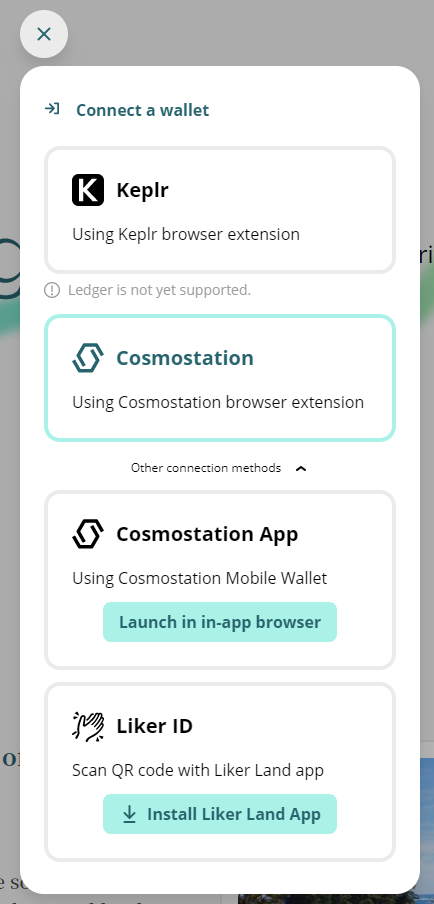 Connect a wallet
Keplr
Using Keplr browser extension
Ledger is not yet supported.
Cosmostation
Using Cosmostation browser extension
Other connection methods
Cosmostation App
Using Cosmostation Mobile Wallet
Launch in in-app browser
Liker ID
Scan QR code with Liker Land app
Install Liker Land App